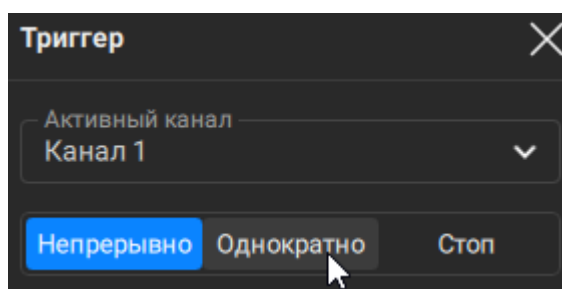 Триггер
Активный канал
Канал 1
Непрерывно Однократно Стоп